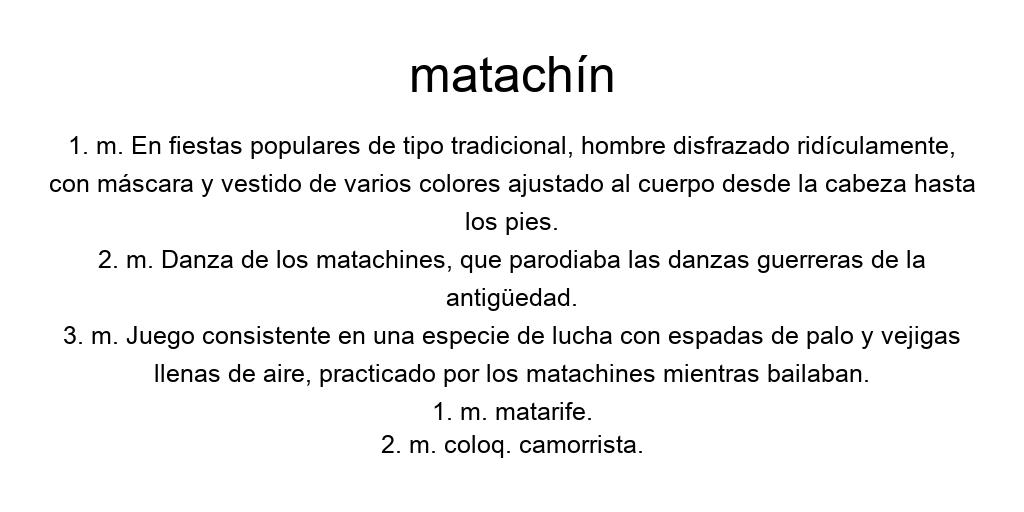 matachín
1. m. En fiestas populares de tipo tradicional, hombre disfrazado ridículamente,
con máscara y vestido de varios colores ajustado al cuerpo desde la cabeza hasta
los pies.
2. m. Danza de los matachines, que parodiaba las danzas guerreras de la
antigüedad.
3. m. Juego consistente en una especie de lucha con espadas de palo y vejigas
llenas de aire, practicado por los matachines mientras bailaban.
1. m. matarife.
2. m. coloq. camorrista.